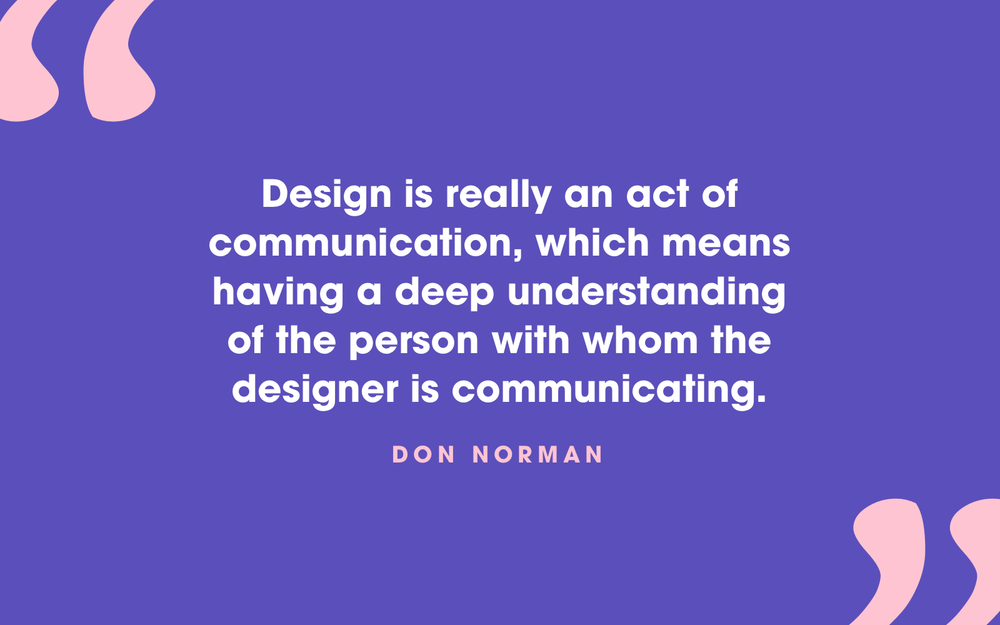 Design is really an act of
communication, which means
having a deep understanding
of the person with whom the
designer is communicating.
DON NORMAN